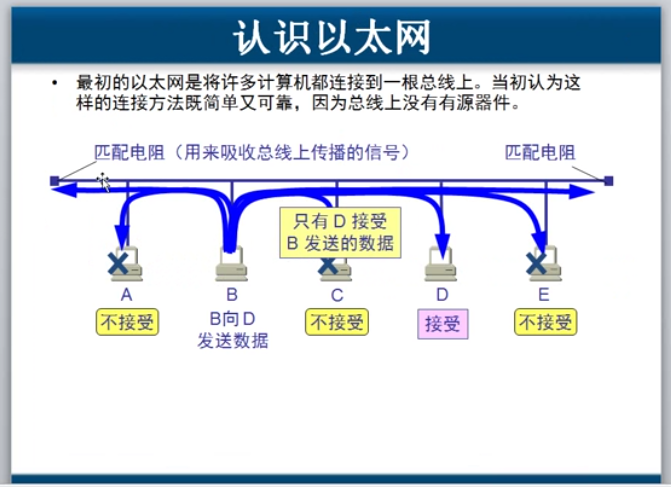 认识以太网
• 最初的以太网是将许多计算机都连接到一根总线上。当初认为这
样的连接方法既简单又可靠，因为总线上没有有源器件。
匹配电阻（用来吸收总线上传播的信号）
匹配电阻
只有 D 接受
B 发送的数据
A
B
C
D
E
不接受
B向 D
发送数据
不接受
接受
不接受